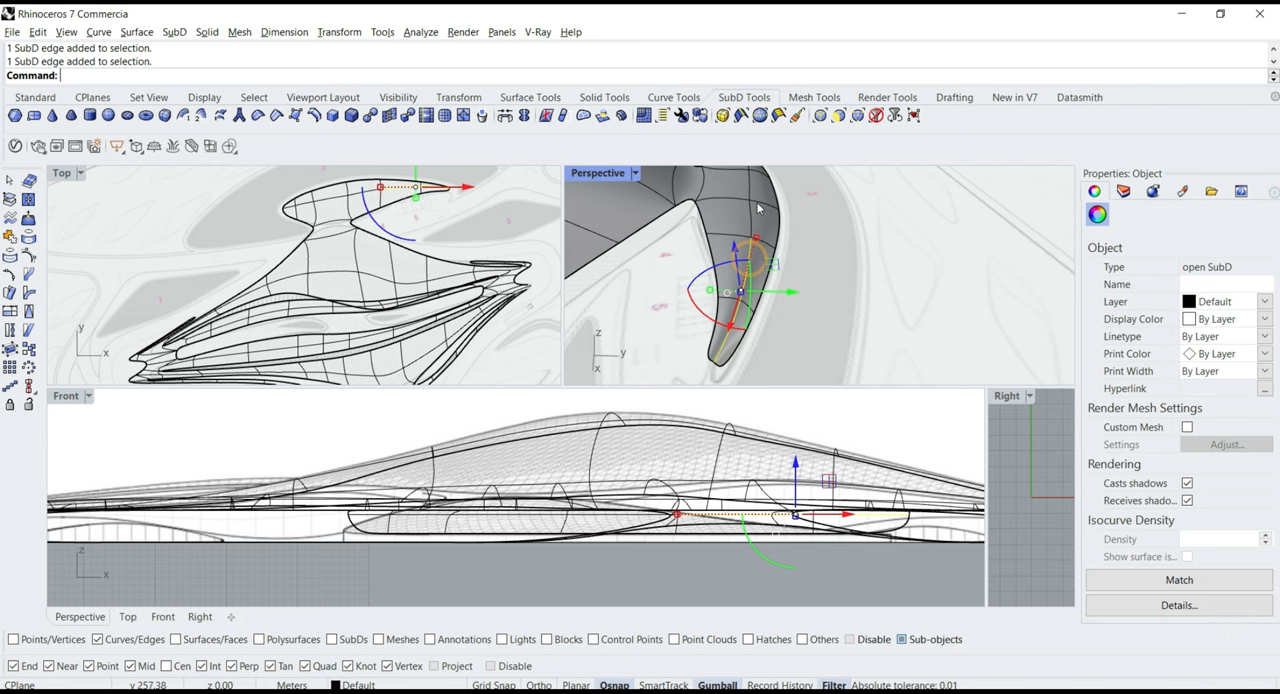 Rhinoceros 7 Commercia
File Edit View Curve Surface SubD Solid Mesh Dimension Transform Tools Analyze Render Panels V-Ray Help
1 SubD edge added to selection.
1 SubD edge added to selection.
Command:
Standard CPlanes Set View Display Select Viewport Layout Visibility Transform Surface Tools Solid Tools Curve Tools SubD Tools Mesh Tools Render Tools Drafting New in V7 Datasmith
Top
Perspective
Properties: Object
Object
Type open SubD
Name
Layer Default
Display Color By Layer
Linetype By Layer
Print Color By Layer
Print Width By Layer
Hyperlink ...
Render Mesh Settings
Custom Mesh
Settings Adjust...
Rendering
Casts shadows
Receives shado...
Isocurve Density
Density
Show surface is...
Match
Details...
y
x
z
y
x
Front
Right
z
x
Perspective Top Front Right
Points/Vertices Curves/Edges Surfaces/Faces Polysurfaces SubDs Meshes Annotations Lights Blocks Control Points Point Clouds Hatches Others Disable Sub-objects
End Near Point Mid Cen Int Perp Tan Quad Knot Vertex Project Disable
CPlane y 257.38 z 0.00 Meters Default Grid Snap Ortho Planar Osnap SmartTrack Gumball Record History Filter Absolute tolerance: 0.01